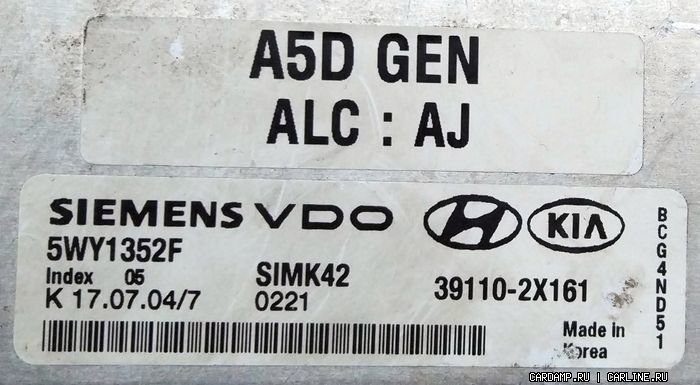 A5D GEN
ALC : AJ
SIEMENS VDO KIA
5WY1352F
Index 05 SIMK42 39110-2X161
K 17.07.04/7 0221
Made in
Korea
BCG4ND51
CARDAMP.RU | CARLINE.RU